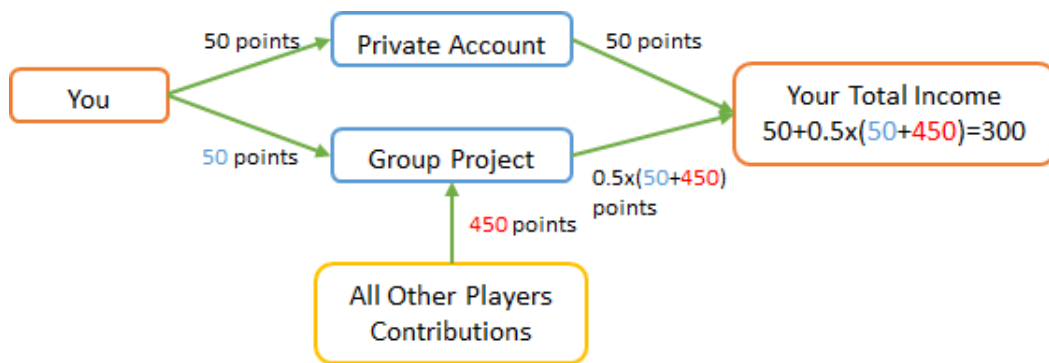 50 points
Private Account
50 points
You
Your Total Income
50+0.5x(50+450)=300
50 points
Group Project
0.5x(50+450)
points
450 points
All Other Players
Contributions